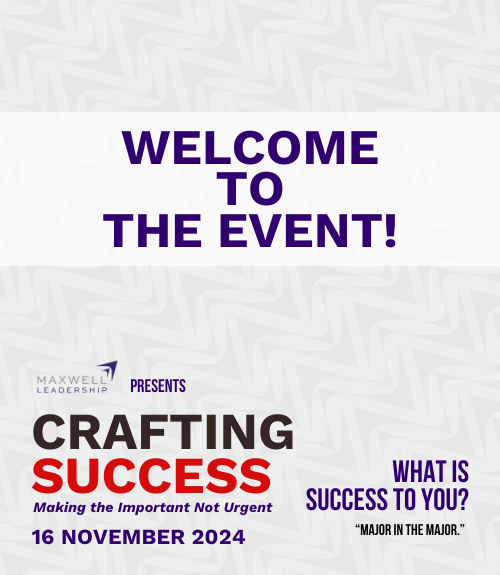 WELCOME
TO
THE EVENT!
MAXWELL
LEADERSHIP
PRESENTS
CRAFTING
SUCCESS
Making the Important Not Urgent
16 NOVEMBER 2024
WHAT IS
SUCCESS TO YOU?
“MAJOR IN THE MAJOR.”